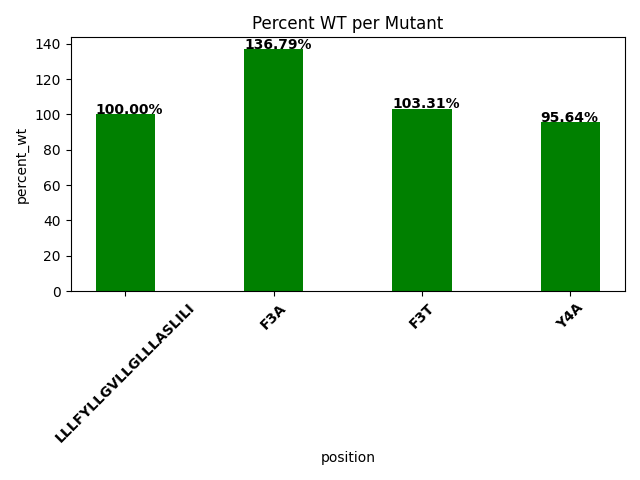 Percent WT per Mutant
percent_wt
140
120
100
80
60
40
20
0
100.00%
136.79%
103.31%
95.64%
LLLFYLLGVLLGLLLASLILI
F3A
F3T
Y4A
position